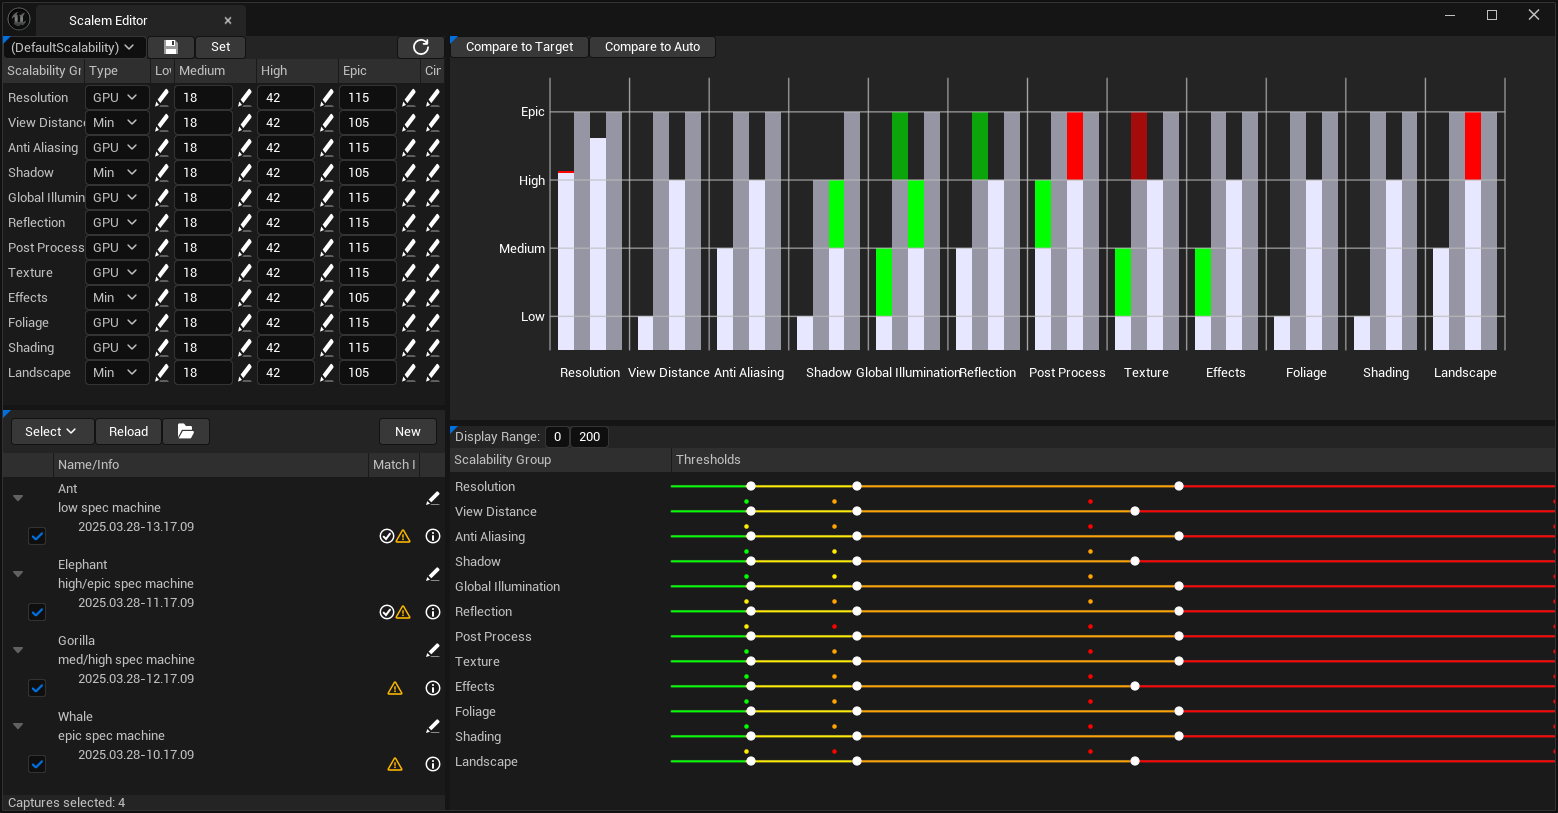 Scalem Editor
(DefaultScalability) Set
Scalability Gr Type Lov Medium High Epic Cin
Resolution GPU 18 42 115
View Distance Min 18 42 105
Anti Aliasing GPU 18 42 115
Shadow Min 18 42 105
Global Illumin GPU 18 42 115
Reflection GPU 18 42 115
Post Process GPU 18 42 115
Texture GPU 18 42 115
Effects Min 18 42 105
Foliage GPU 18 42 115
Shading GPU 18 42 115
Landscape Min 18 42 105
Select Reload New
Name/Info Match I
Ant
low spec machine
2025.03.28-13.17.09
Elephant
high/epic spec machine
2025.03.28-11.17.09
Gorilla
med/high spec machine
2025.03.28-12.17.09
Whale
epic spec machine
2025.03.28-10.17.09
Captures selected: 4
Compare to Target Compare to Auto
Epic
High
Medium
Low
Resolution View Distance Anti Aliasing Shadow Global Illumination Reflection Post Process Texture Effects Foliage Shading Landscape
Display Range: 0 200
Scalability Group Thresholds
Resolution
View Distance
Anti Aliasing
Shadow
Global Illumination
Reflection
Post Process
Texture
Effects
Foliage
Shading
Landscape